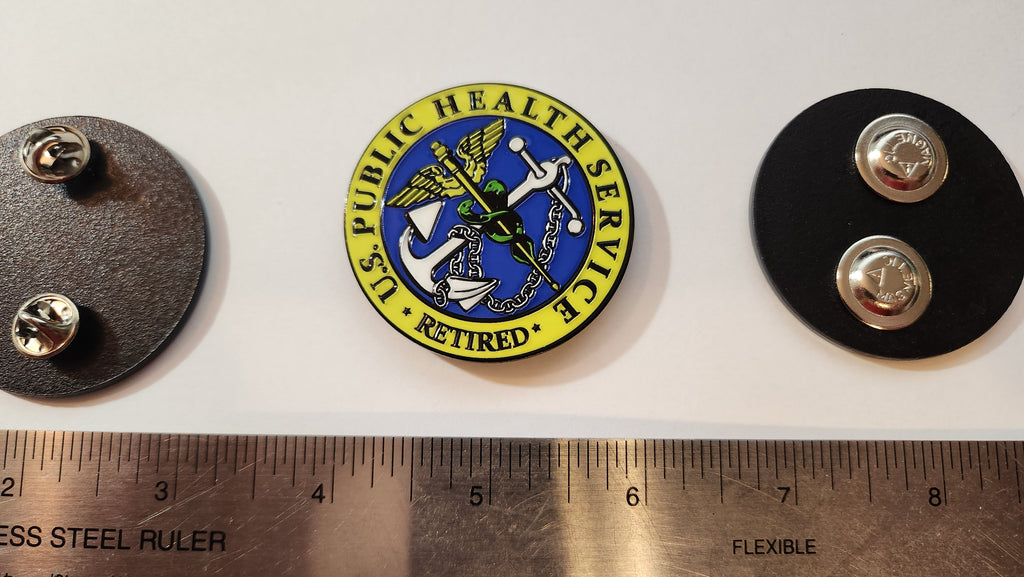 U.S. PUBLIC HEALTH SERVICE
* RETIRED *
2 3 4 5 6 7 8
ESS STEEL RULER
FLEXIBLE